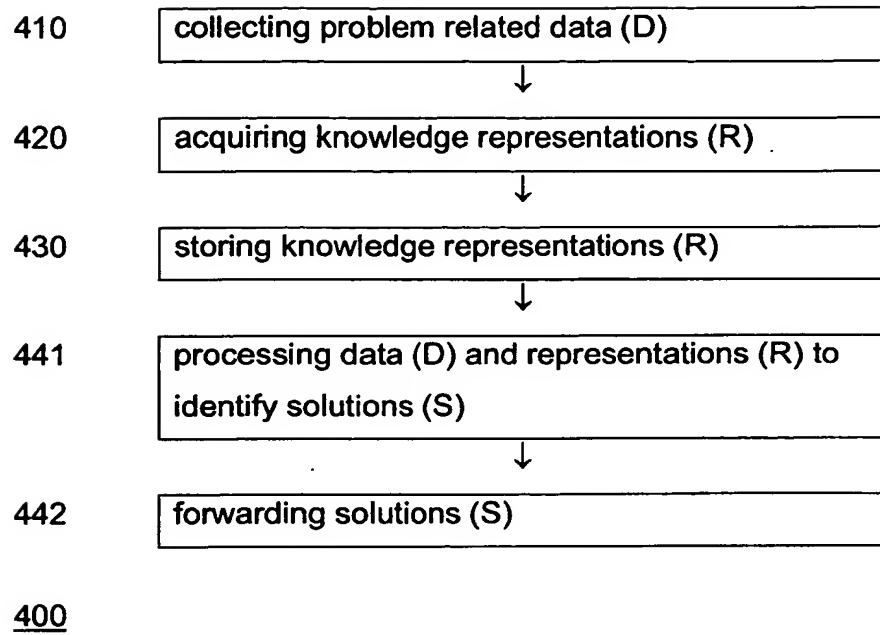 410 collecting problem related data (D)
↓
420 acquiring knowledge representations (R)
↓
430 storing knowledge representations (R)
↓
441 processing data (D) and representations (R) to
identify solutions (S)
↓
442 forwarding solutions (S)
400